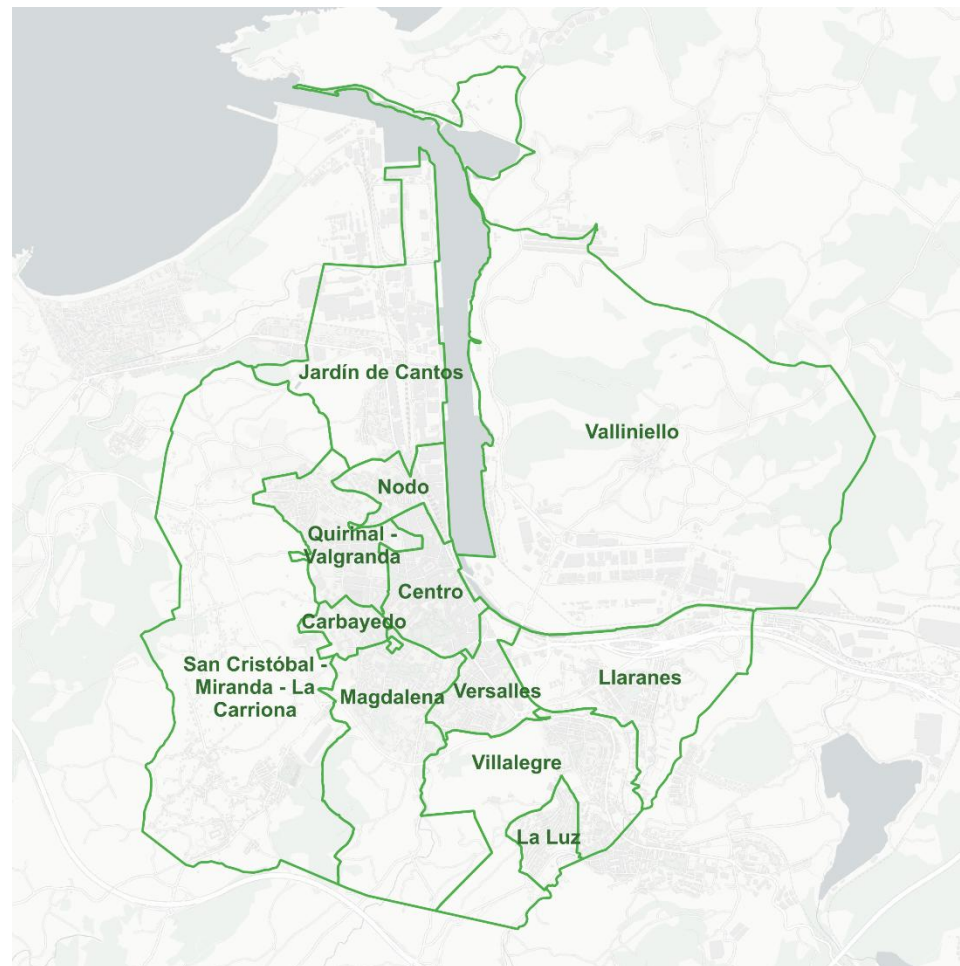 Jardín de Cantos
Valliniello
Nodo
Quirinal -
Valgranda
Centro
Carbayedo
San Cristóbal -
Miranda - La
Carriona
Magdalena
Versalles
Llaranes
Villalegre
La Luz